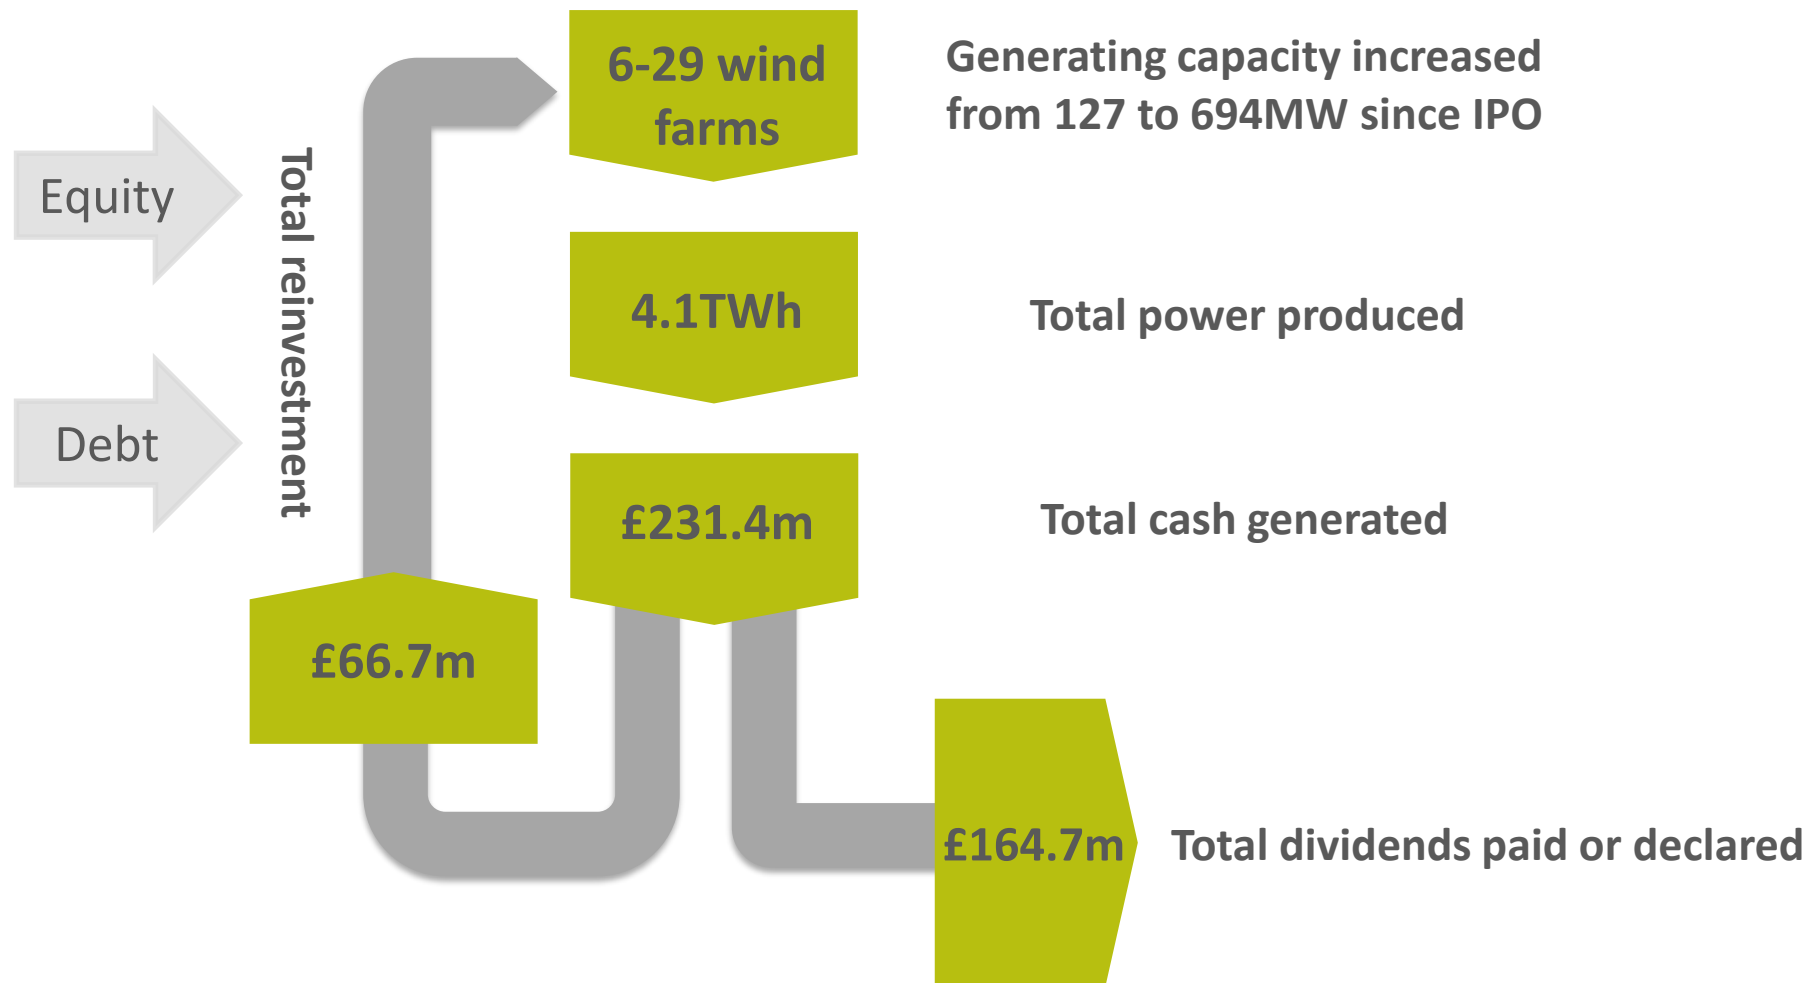 6-29 wind
farms
Generating capacity increased
from 127 to 694MW since IPO
Equity
Total reinvestment
4.1TWh
Total power produced
Debt
£231.4m
Total cash generated
£66.7m
£164.7m
Total dividends paid or declared